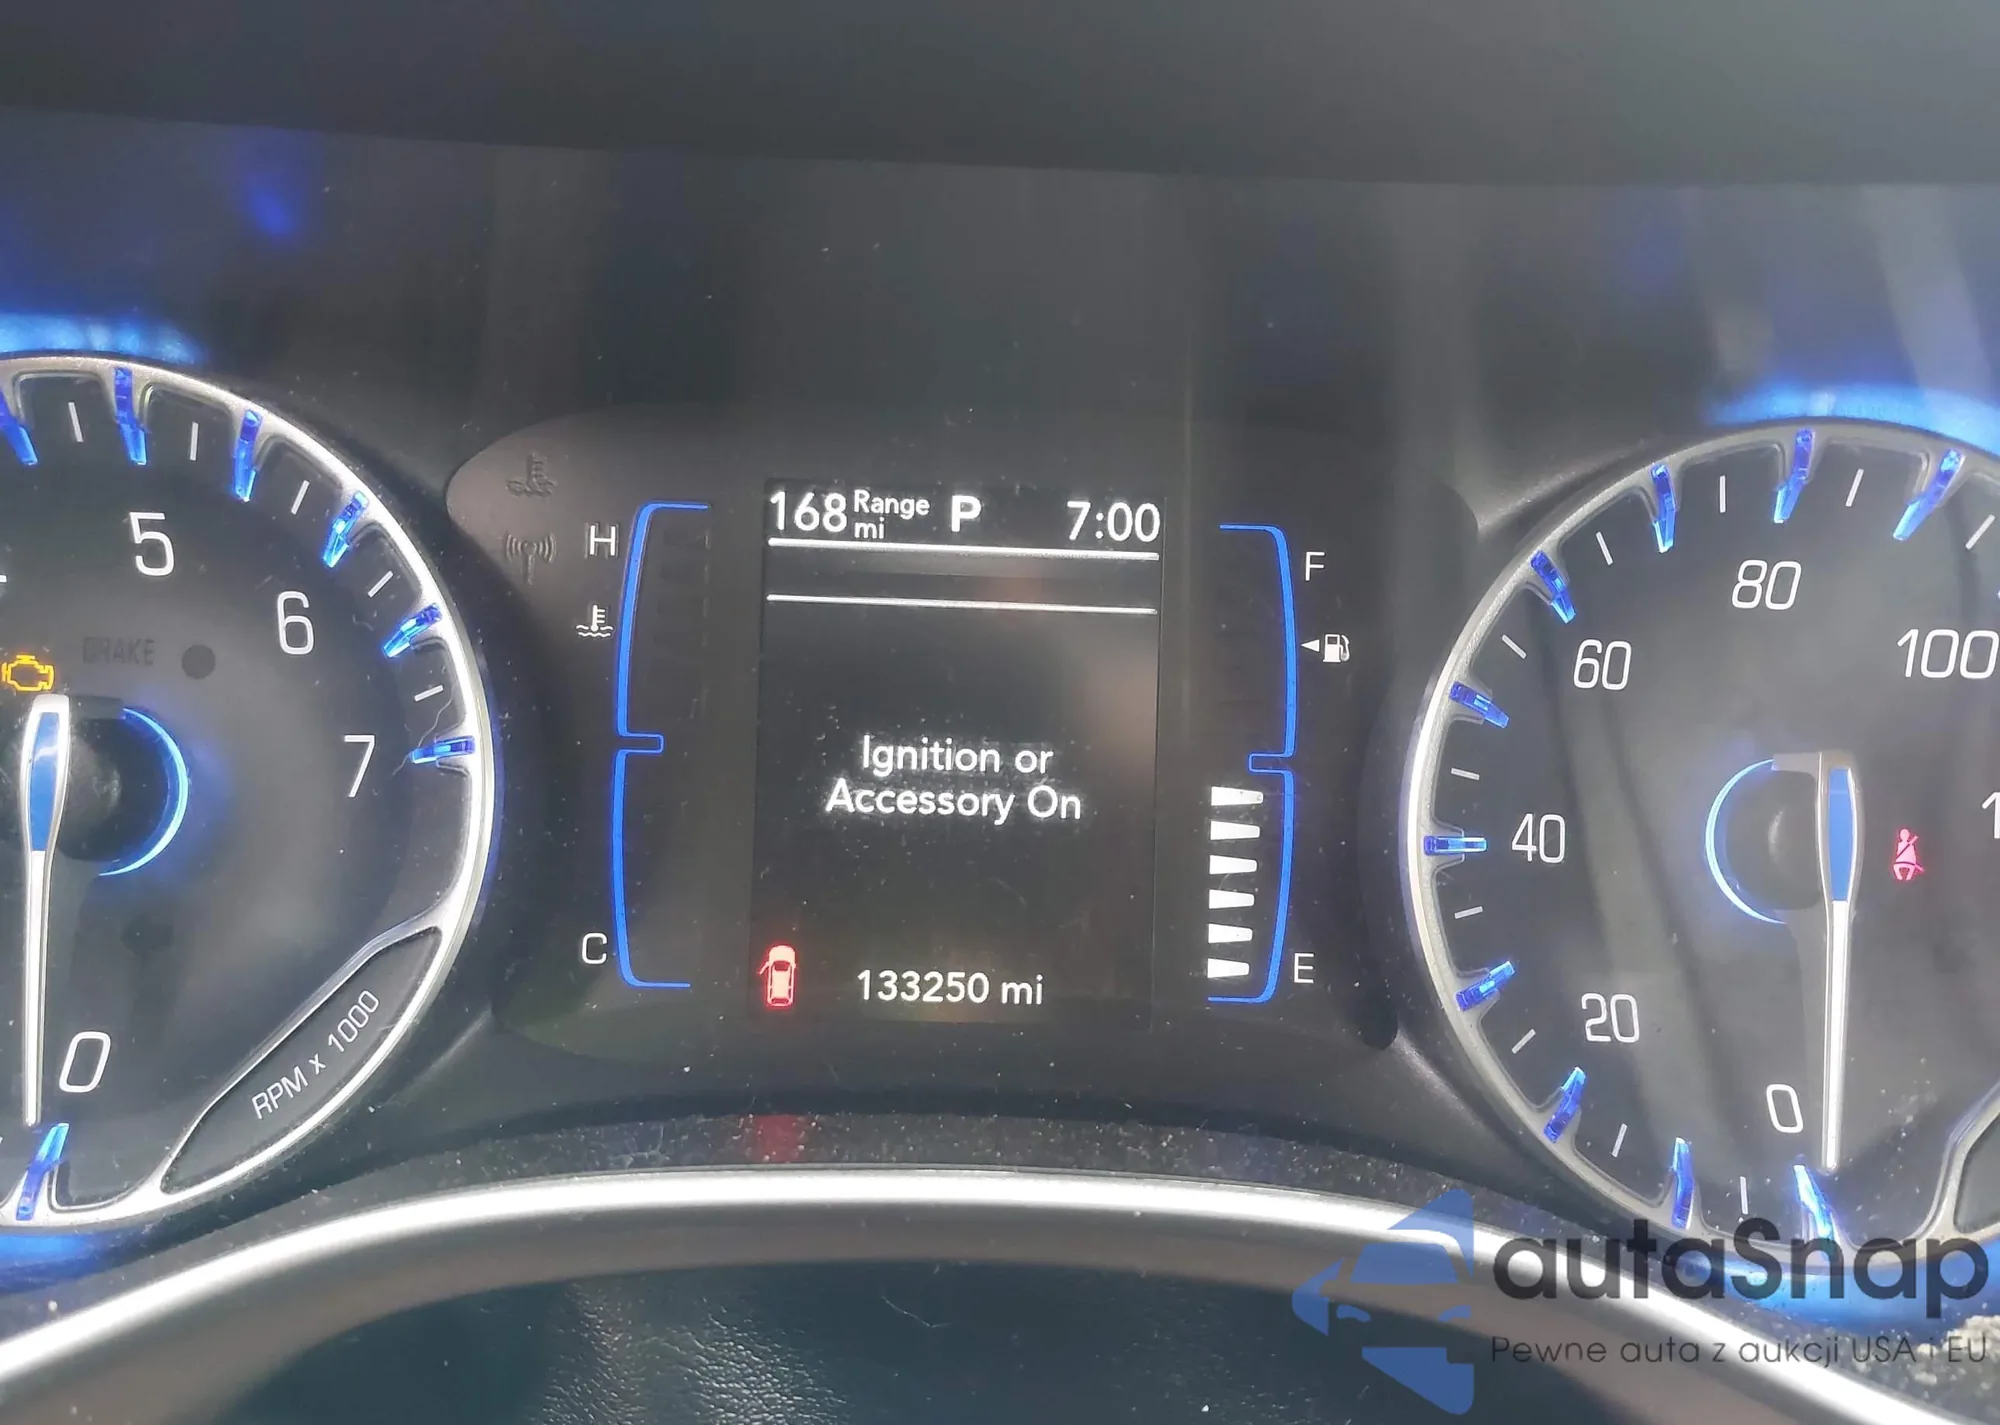 168 Range mi P 7:00
H
F
5
6
7
0
BRAKE
RPM x 1000
Ignition or
Accessory On
C
E
133250 mi
80
60
100
40
20
0
autaSnap
Pewne auta z aukcji USA i EU